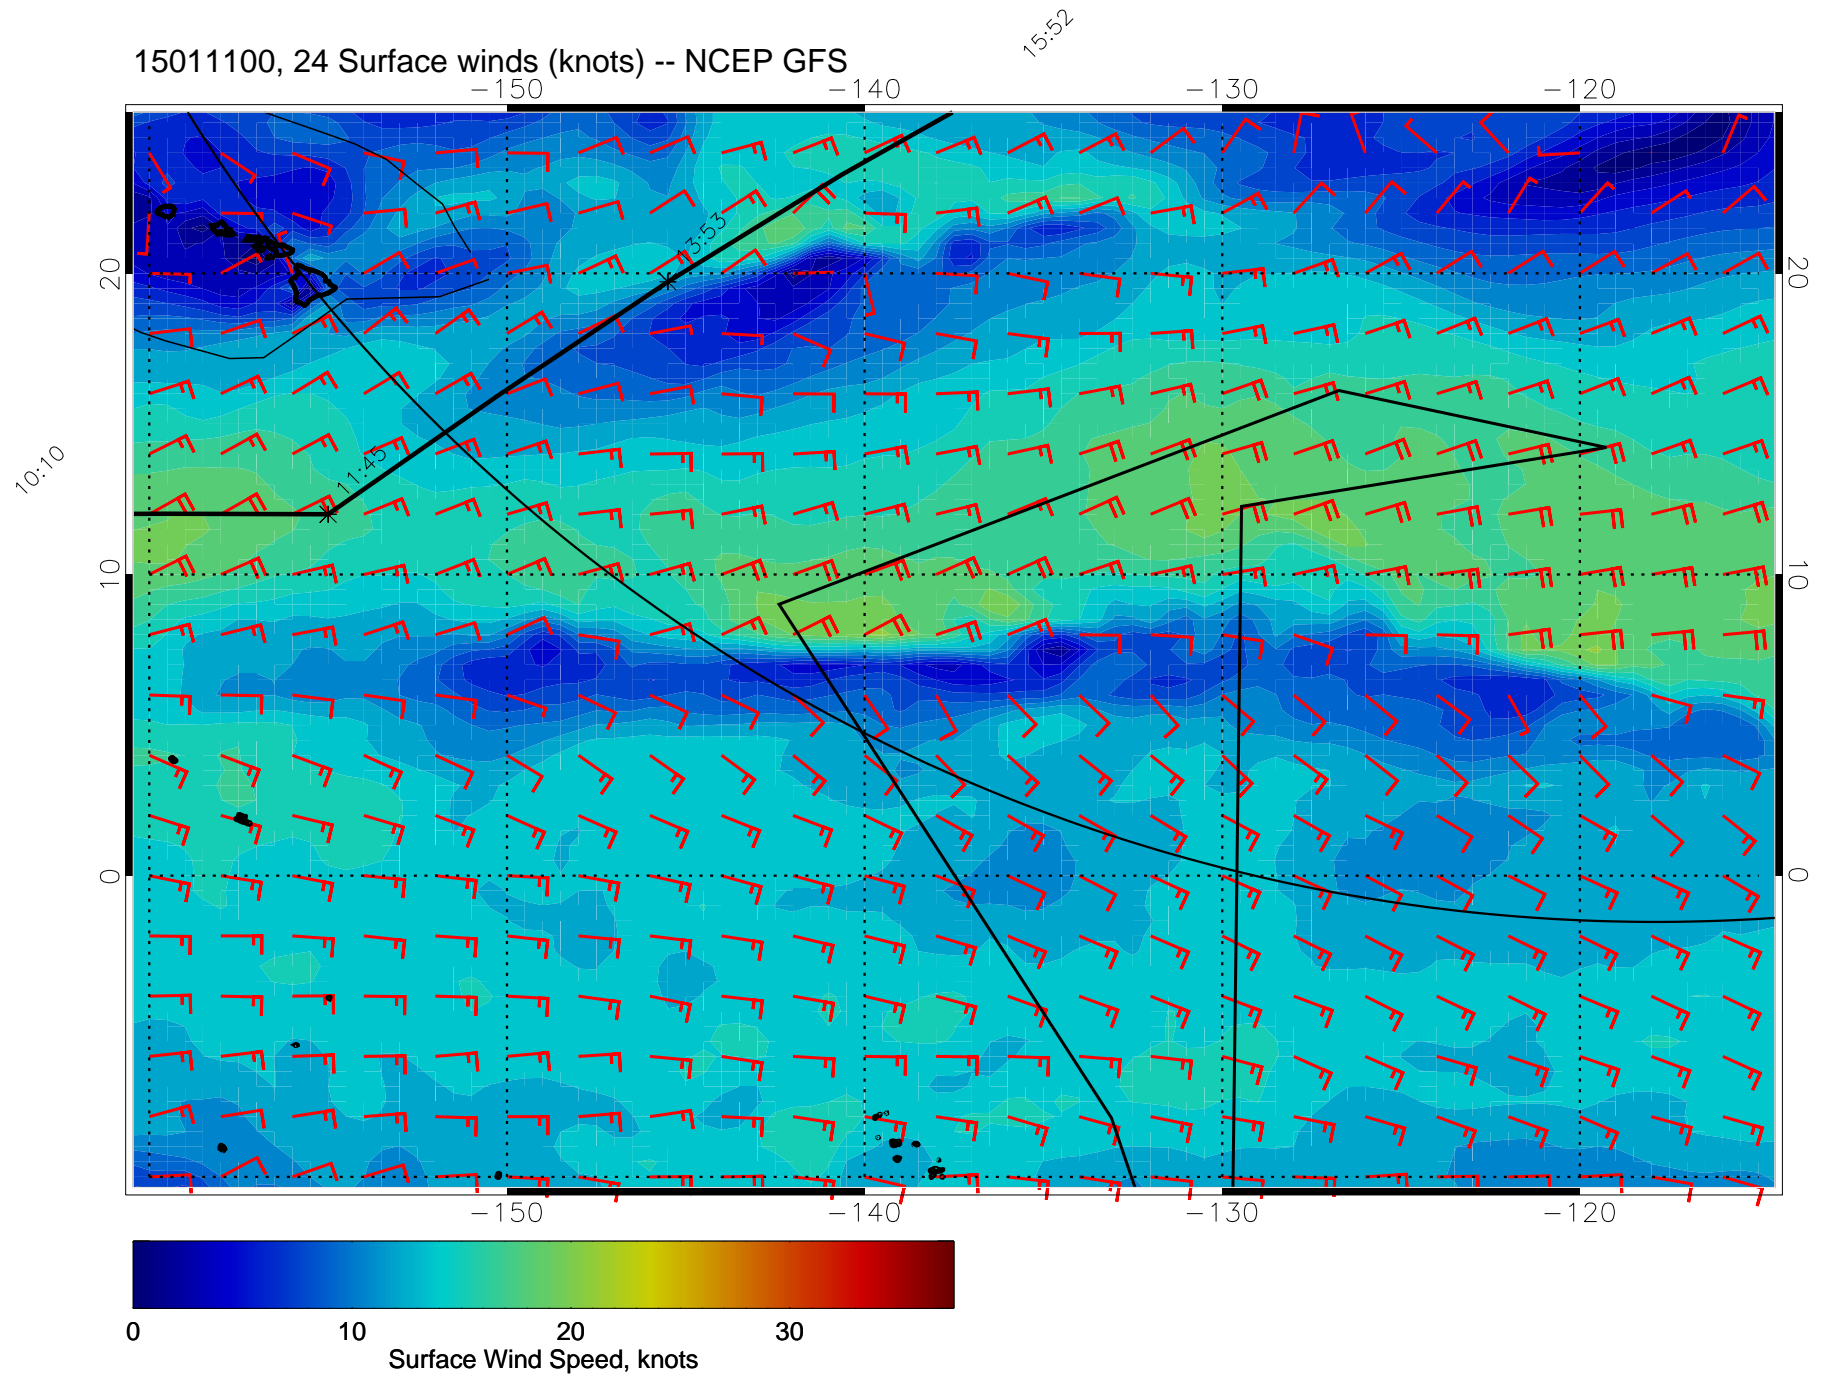 15:52
15011100, 24 Surface winds (knots) -- NCEP GFS
-150 -140 -130 -120
13:53
20 20
11:45
10:10
10 10
0 0
-150 -140 -130 -120
0 10 20 30
Surface Wind Speed, knots